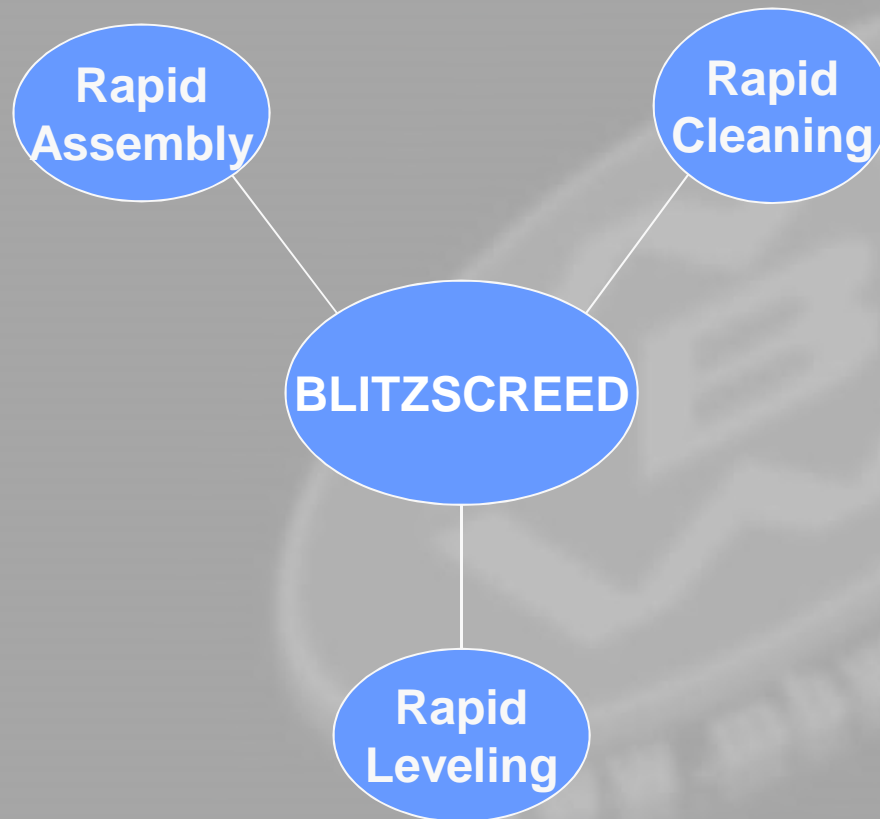 Rapid
Assembly
Rapid
Cleaning
BLITZSCREED
Rapid
Leveling